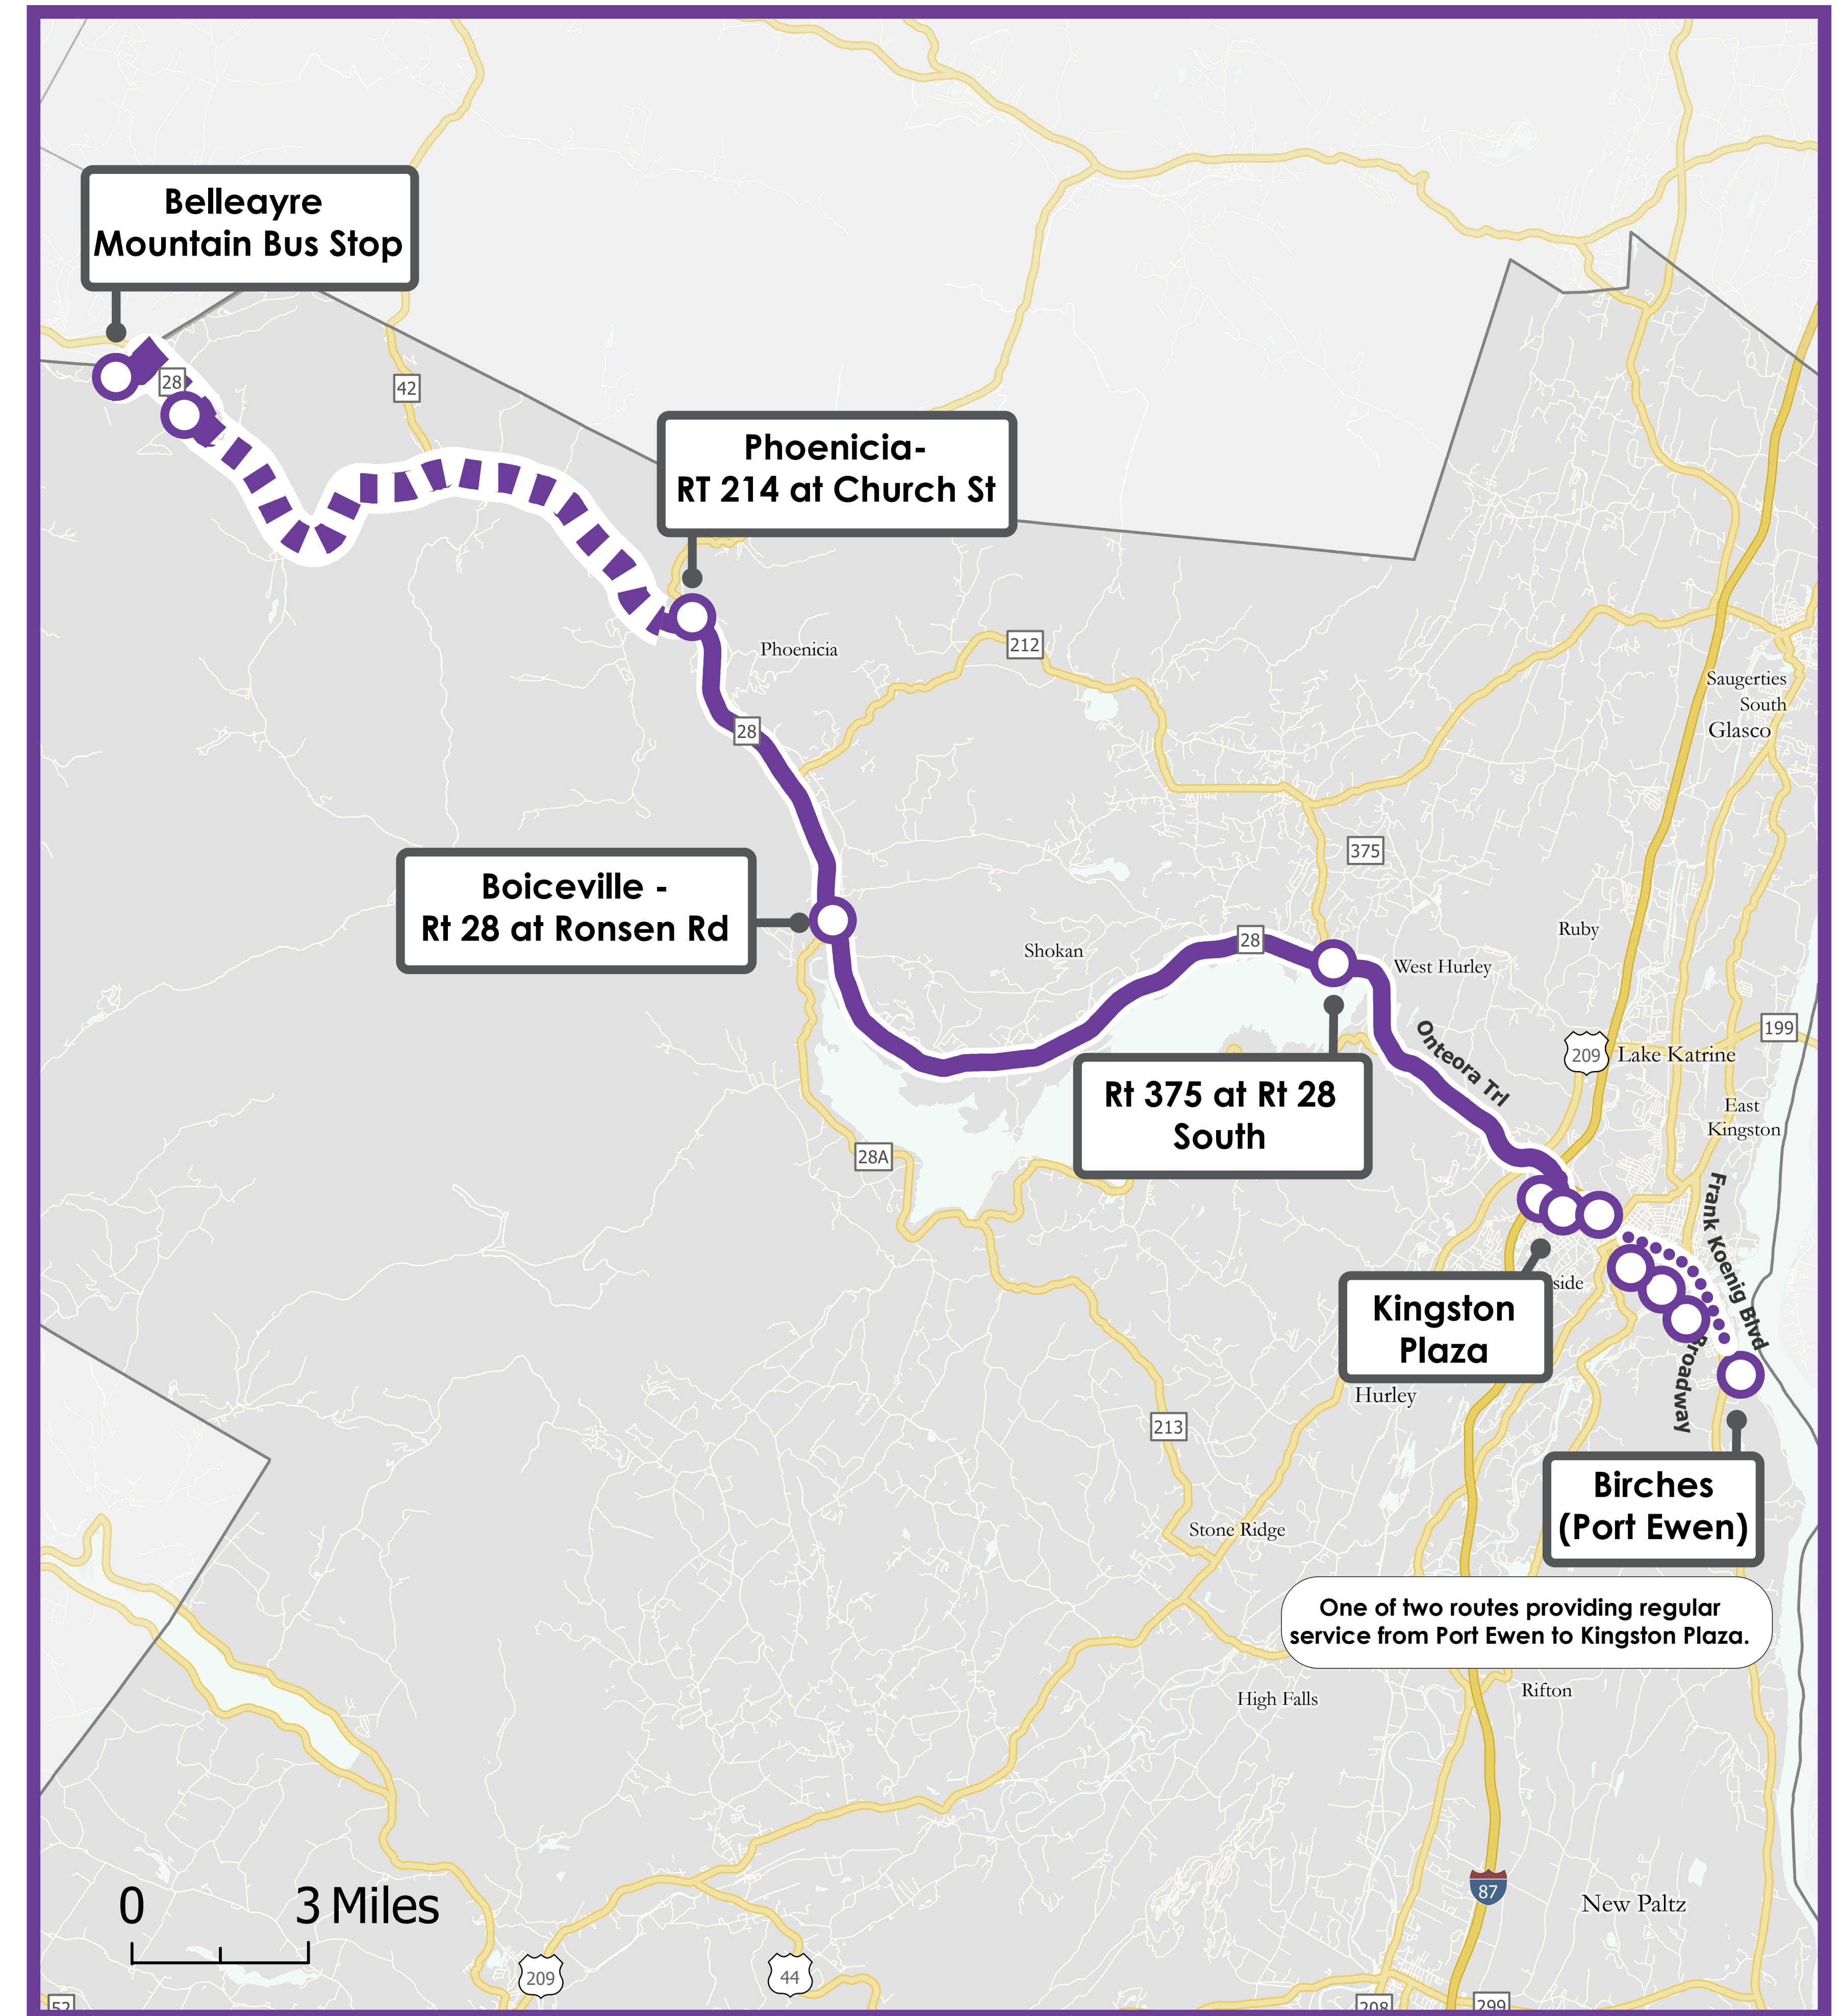 Belleayre
Mountain Bus Stop
28
42
Phoenicia-
RT 214 at Church St
Phoenicia
212
28
Saugerties
South
Glasco
375
Boiceville -
Rt 28 at Ronsen Rd
Shokan
28
West Hurley
Ruby
Onteora Trl
209
Lake Katrine
199
Rt 375 at Rt 28
South
East
Kingston
28A
Frank Koenig Blvd
Kingston
Plaza
Broadway
Hurley
213
Birches
(Port Ewen)
Stone Ridge
One of two routes providing regular
service from Port Ewen to Kingston Plaza.
High Falls
Rifton
87
New Paltz
0 3 Miles
209
44
52
208
299